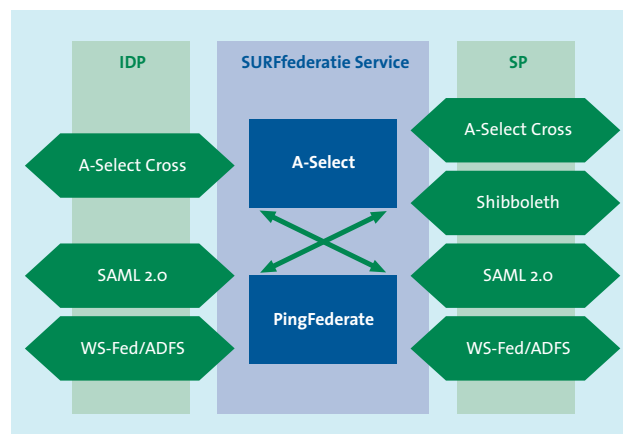 IDP
SURFfederatie Service
SP
A-Select Cross
A-Select
A-Select Cross
Shibboleth
SAML 2.0
SAML 2.0
PingFederate
WS-Fed/ADFS
WS-Fed/ADFS